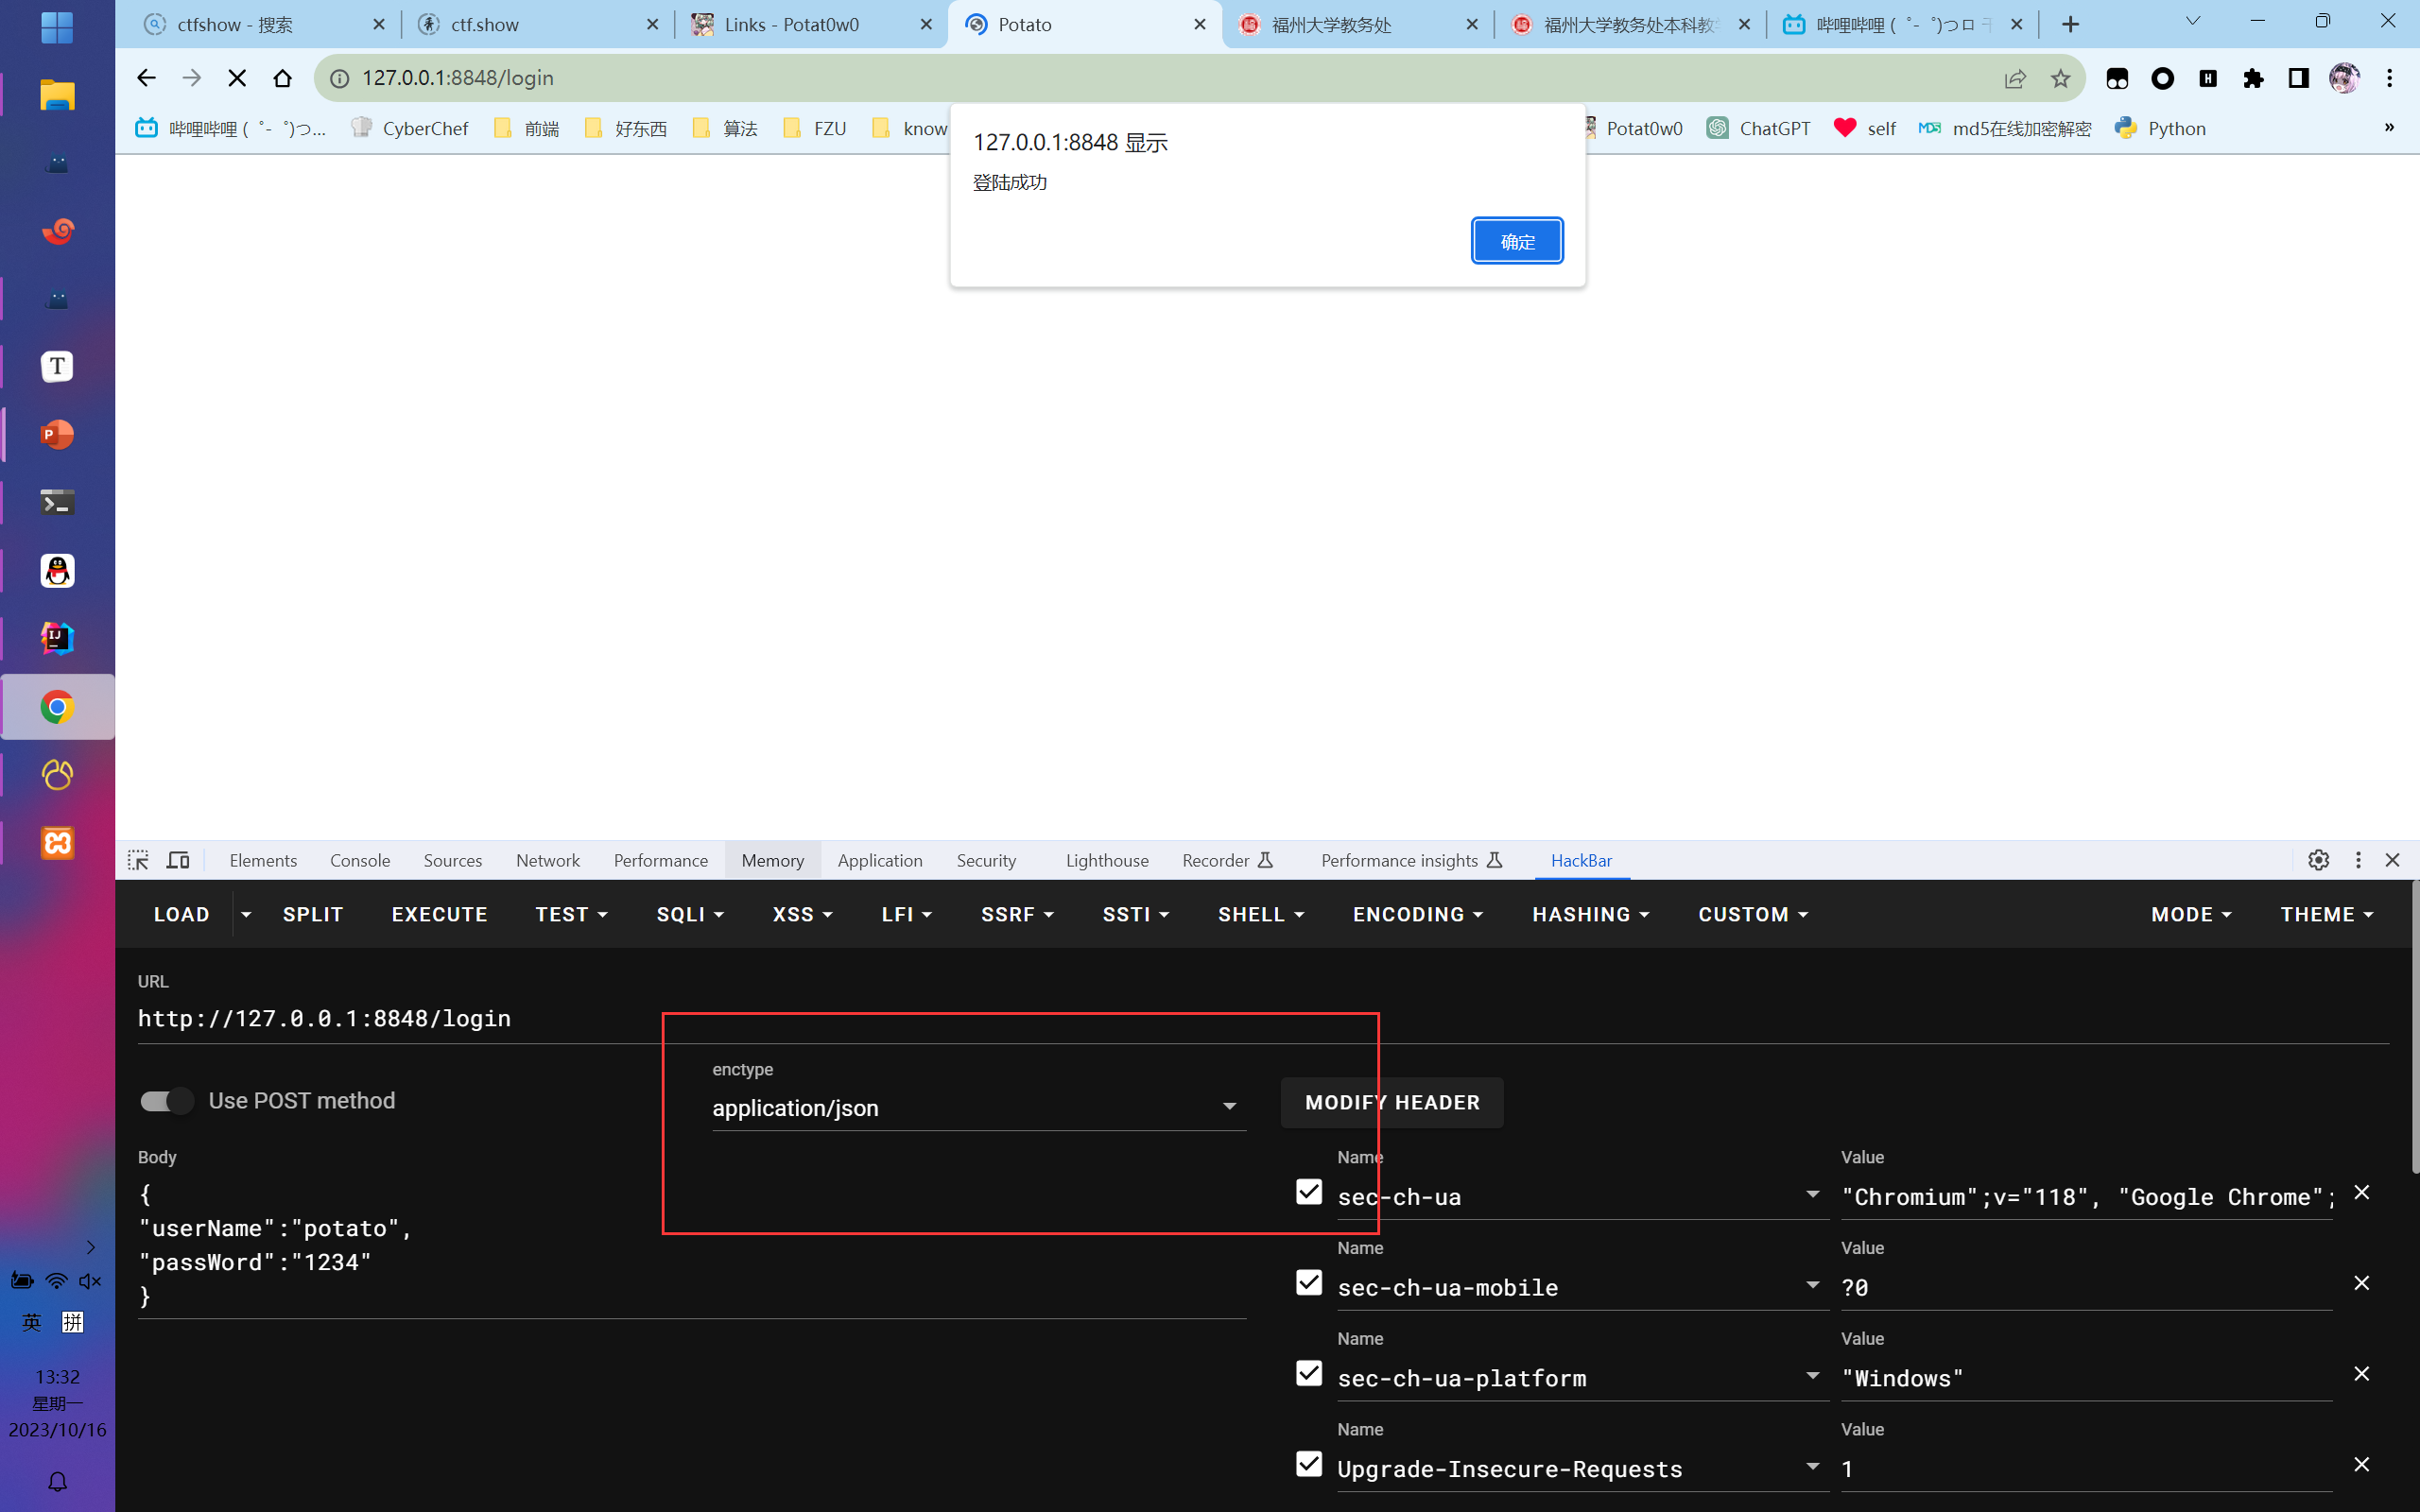 ctfshow - 搜索
ctf.show
Links - Potat0w0
Potato
福州大学教务处
福州大学教务处本科教学
哔哩哔哩 (゜-゜)つロ 干
127.0.0.1:8848/login
哔哩哔哩 (゜-゜)つ...
CyberChef
前端
好东西
算法
FZU
know
Potat0w0
ChatGPT
self
md5在线加密解密
Python
»
127.0.0.1:8848 显示
登陆成功
确定
Elements Console Sources Network Performance Memory Application Security Lighthouse Recorder Performance insights HackBar
LOAD SPLIT EXECUTE TEST SQLI XSS LFI SSRF SSTI SHELL ENCODING HASHING CUSTOM MODE THEME
URL
http://127.0.0.1:8848/login
Use POST method
enctype
application/json
MODIFY HEADER
Body
{
"userName":"potato",
"passWord":"1234"
}
Name Value
sec-ch-ua "Chromium";v="118", "Google Chrome";
Name Value
sec-ch-ua-mobile ?0
Name Value
sec-ch-ua-platform "Windows"
Name Value
Upgrade-Insecure-Requests 1
英 拼
13:32
星期一
2023/10/16